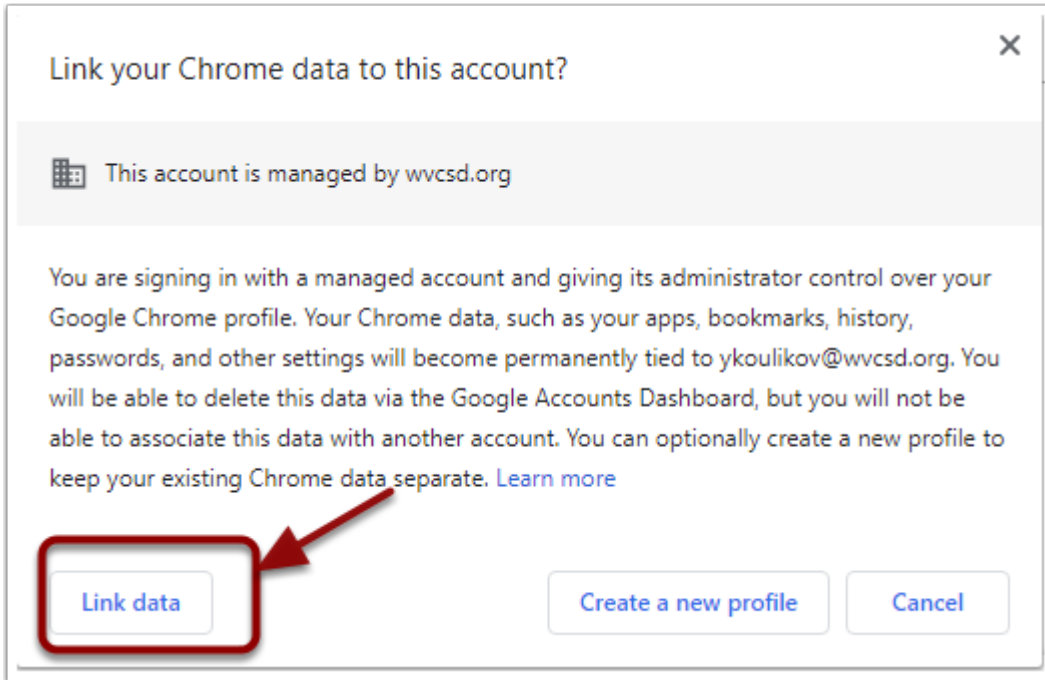 Link your Chrome data to this account?
This account is managed by wvcsd.org
You are signing in with a managed account and giving its administrator control over your
Google Chrome profile. Your Chrome data, such as your apps, bookmarks, history,
passwords, and other settings will become permanently tied to ykoulikov@wvcsd.org. You
will be able to delete this data via the Google Accounts Dashboard, but you will not be
able to associate this data with another account. You can optionally create a new profile to
keep your existing Chrome data separate. Learn more
Link data Create a new profile Cancel